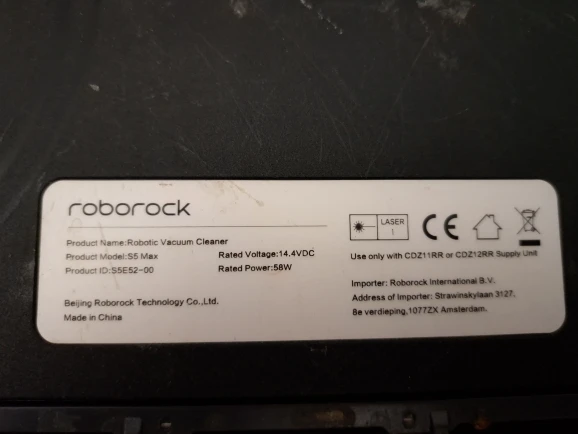 roborock
Product Name:Robotic Vacuum Cleaner
Product Model:S5 Max
Rated Voltage:14.4VDC
Product ID:S5E52-00
Rated Power:58W
Beijing Roborock Technology Co.,Ltd.
Made in China
LASER
1
CE
Use only with CDZ11RR or CDZ12RR Supply Unit
Importer: Roborock International B.V.
Address of Importer: Strawinskylaan 3127,
8e verdieping,1077ZX Amsterdam.